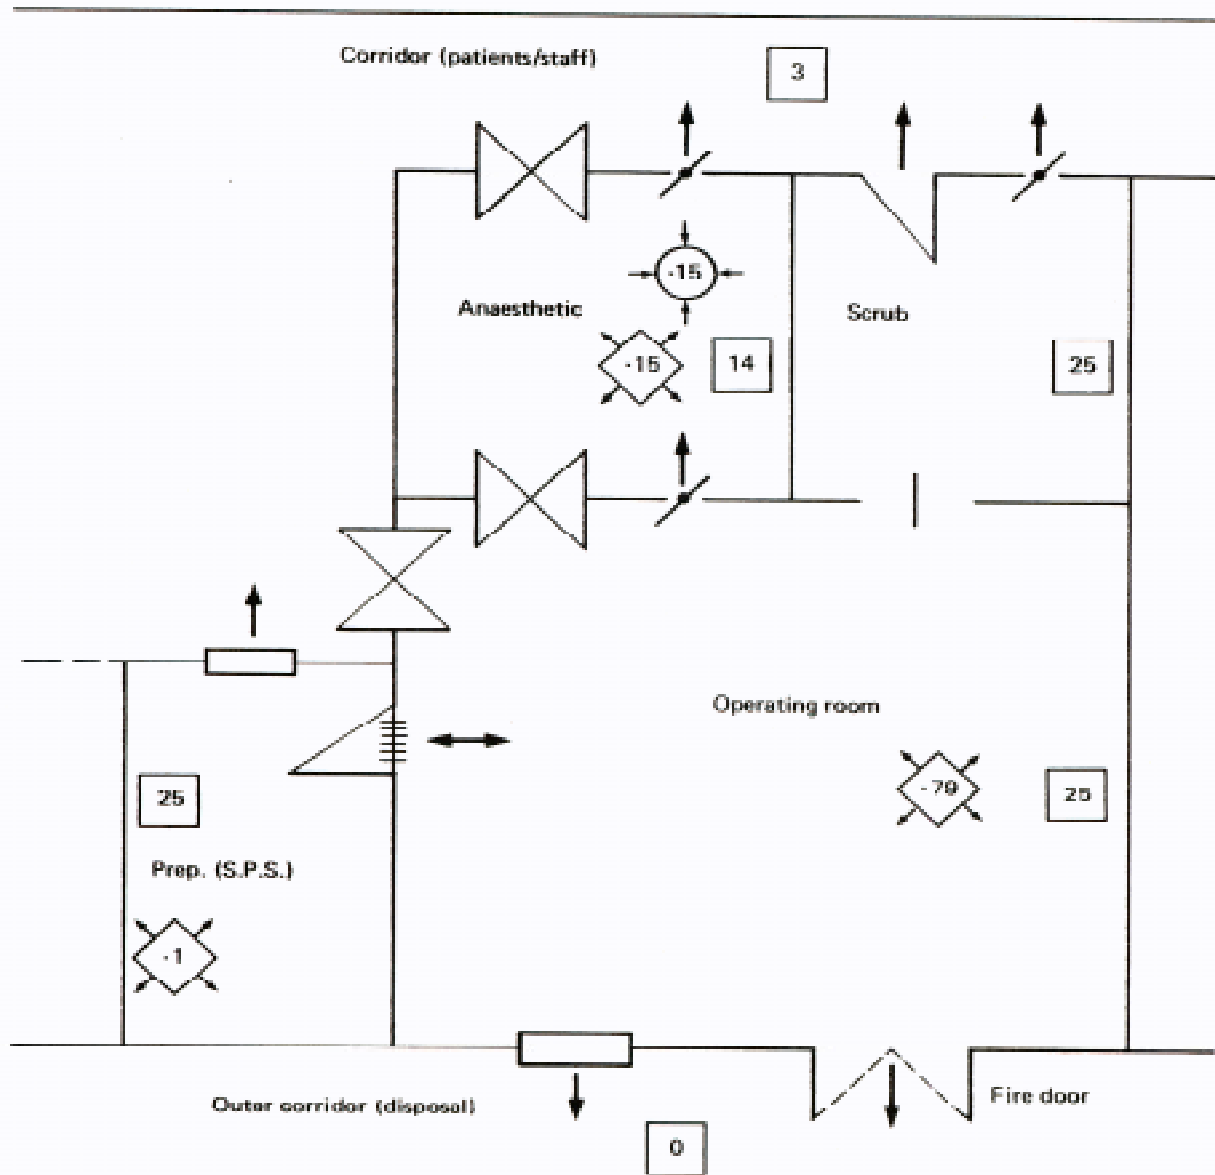 Corridor (patients/staff)
3
·15
Anaesthetic
Scrub
·15
14
25
Operating room
·79
25
25
Prep. (S.P.S.)
·1
Outer corridor (disposal)
Fire door
0